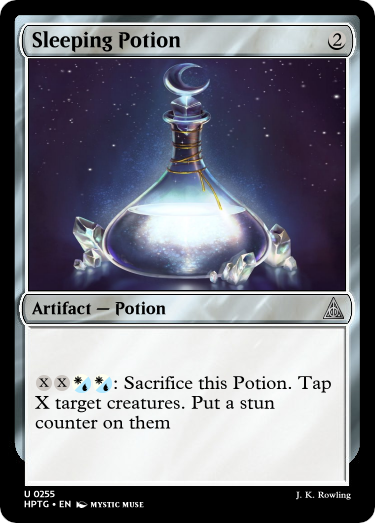 Sleeping Potion 2
Artifact — Potion
X X : Sacrifice this Potion. Tap
X target creatures. Put a stun
counter on them
U 0255
HPTG • EN MYSTIC MUSE
J. K. Rowling